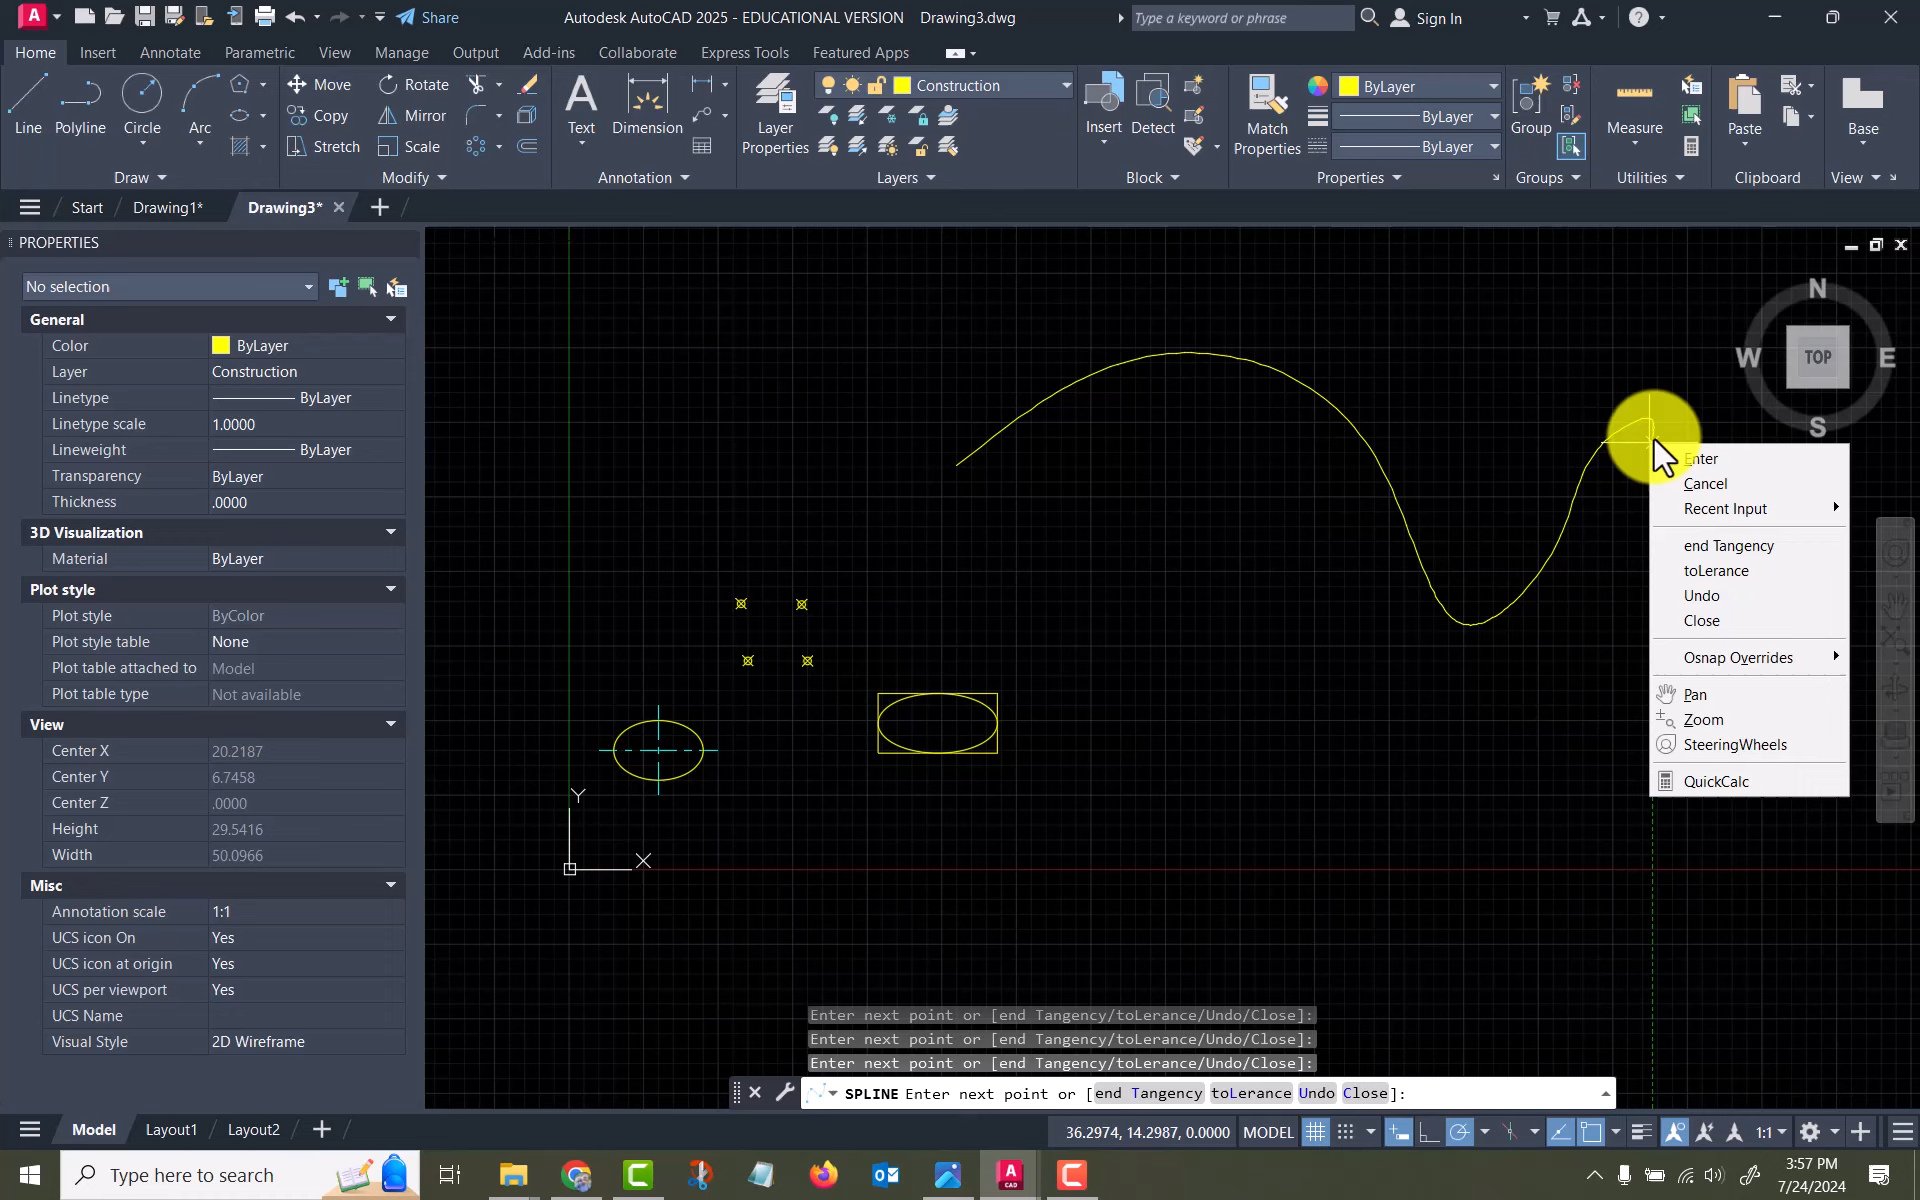 A Share Autodesk AutoCAD 2025 - EDUCATIONAL VERSION Drawing3.dwg Type a keyword or phrase Sign In
Home Insert Annotate Parametric View Manage Output Add-ins Collaborate Express Tools Featured Apps
Line Polyline Circle Arc
Move Rotate
Copy Mirror
Stretch Scale
Text Dimension
Layer Properties
Construction
Insert Detect
Match Properties
ByLayer
ByLayer
ByLayer
Group Measure Paste Base
Draw Modify Annotation Layers Block Properties Groups Utilities Clipboard View
Start Drawing1* Drawing3*
PROPERTIES
No selection
General
Color ByLayer
Layer Construction
Linetype ByLayer
Linetype scale 1.0000
Lineweight ByLayer
Transparency ByLayer
Thickness .0000
3D Visualization
Material ByLayer
Plot style
Plot style ByColor
Plot style table None
Plot table attached to Model
Plot table type Not available
View
Center X 20.2187
Center Y 6.7458
Center Z .0000
Height 29.5416
Width 50.0966
Misc
Annotation scale 1:1
UCS icon On Yes
UCS icon at origin Yes
UCS per viewport Yes
UCS Name
Visual Style 2D Wireframe
N
W TOP E
S
Y
X
Enter
Cancel
Recent Input
end Tangency
toLerance
Undo
Close
Osnap Overrides
Pan
Zoom
SteeringWheels
QuickCalc
Enter next point or [end Tangency/toLerance/Undo/Close]:
Enter next point or [end Tangency/toLerance/Undo/Close]:
Enter next point or [end Tangency/toLerance/Undo/Close]:
SPLINE Enter next point or [end Tangency toLerance Undo Close]:
Model Layout1 Layout2 36.2974, 14.2987, 0.0000 MODEL 1:1
Type here to search
A CAD
3:57 PM
7/24/2024